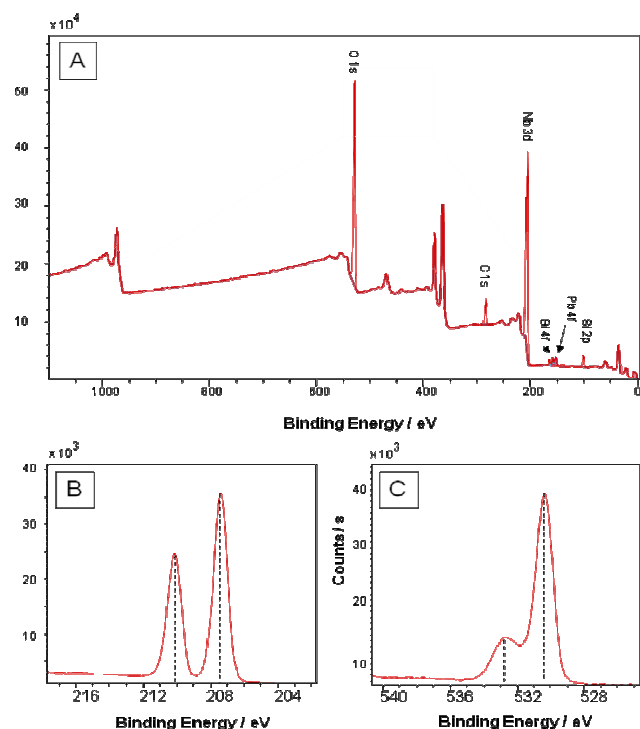 x10⁴
A
60
40
30
20
10
O 1s
C 1s
Nb 3d
Bi 4f
Pb 4f
Si 2p
1000 800 600 400 200 0
Binding Energy / eV
x10³
B
40
30
20
10
216 212 208 204
Binding Energy / eV
x10³
C
Counts / s
40
30
20
10
540 536 532 528
Binding Energy / eV